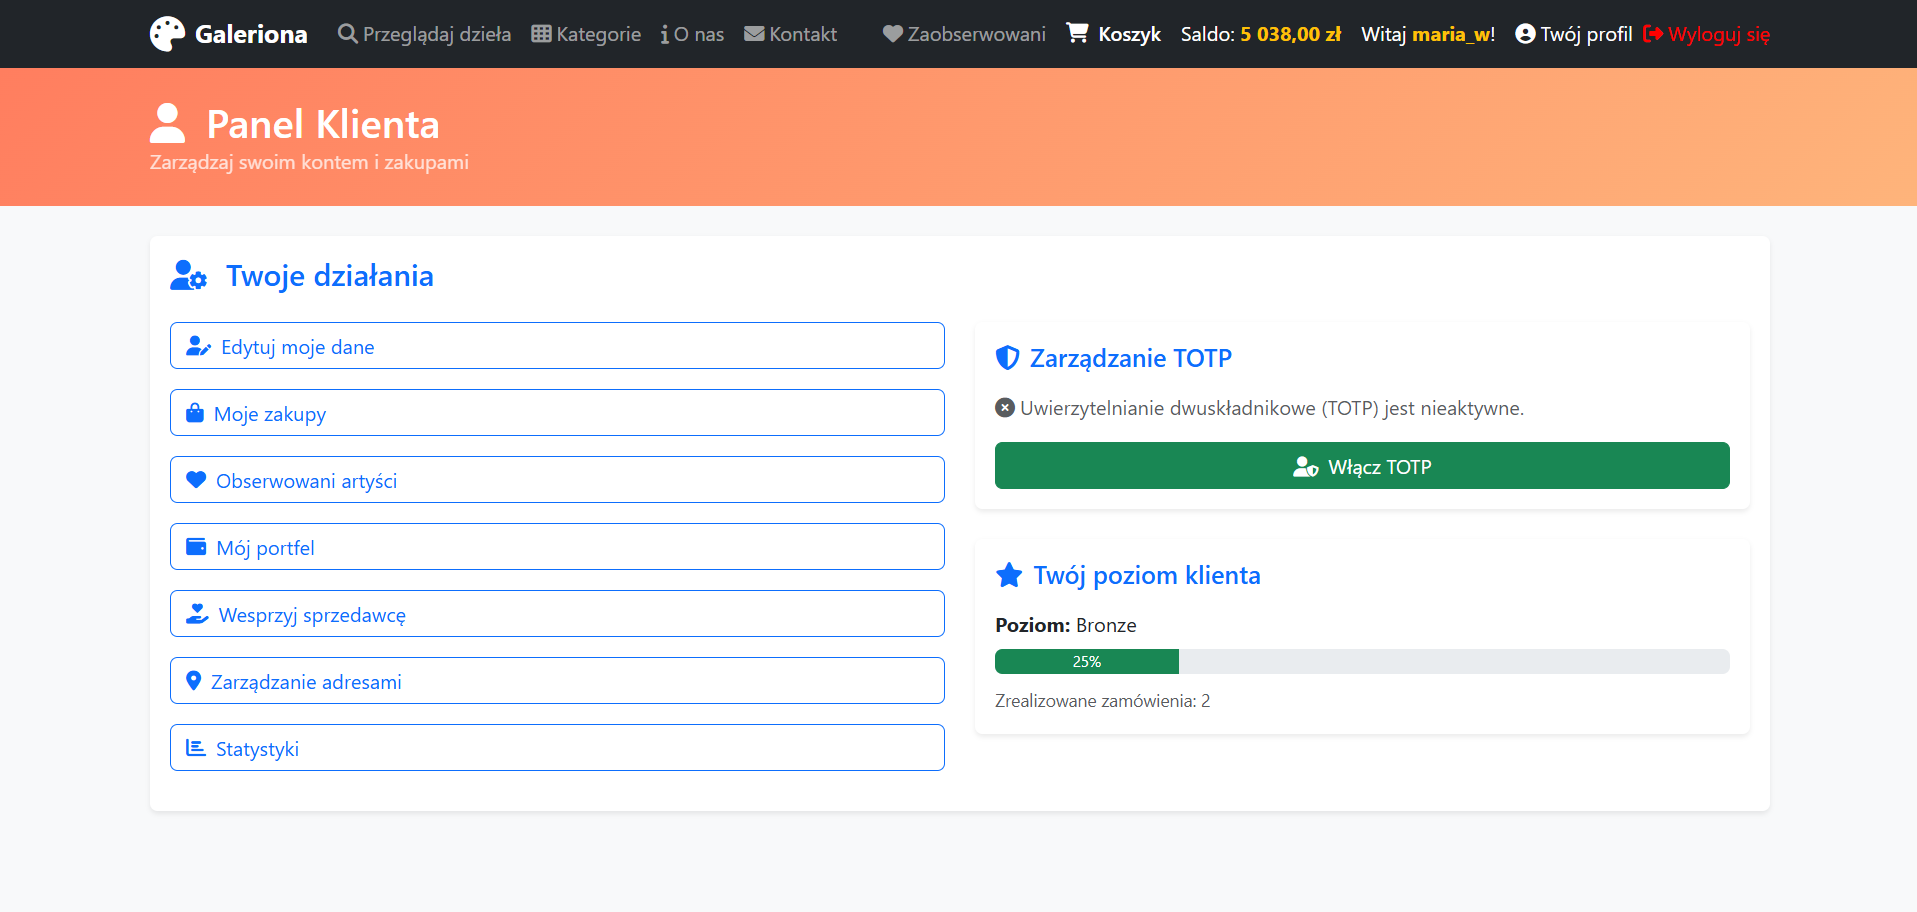 Galeriona Przeglądaj dzieła Kategorie O nas Kontakt Zaobserwowani Koszyk Saldo: 5 038,00 zł Witaj maria_w! Twój profil Wyloguj się
Panel Klienta
Zarządzaj swoim kontem i zakupami
Twoje działania
Edytuj moje dane
Moje zakupy
Obserwowani artyści
Mój portfel
Wesprzyj sprzedawcę
Zarządzanie adresami
Statystyki
Zarządzanie TOTP
Uwierzytelnianie dwuskładnikowe (TOTP) jest nieaktywne.
Włącz TOTP
Twój poziom klienta
Poziom: Bronze
25%
Zrealizowane zamówienia: 2